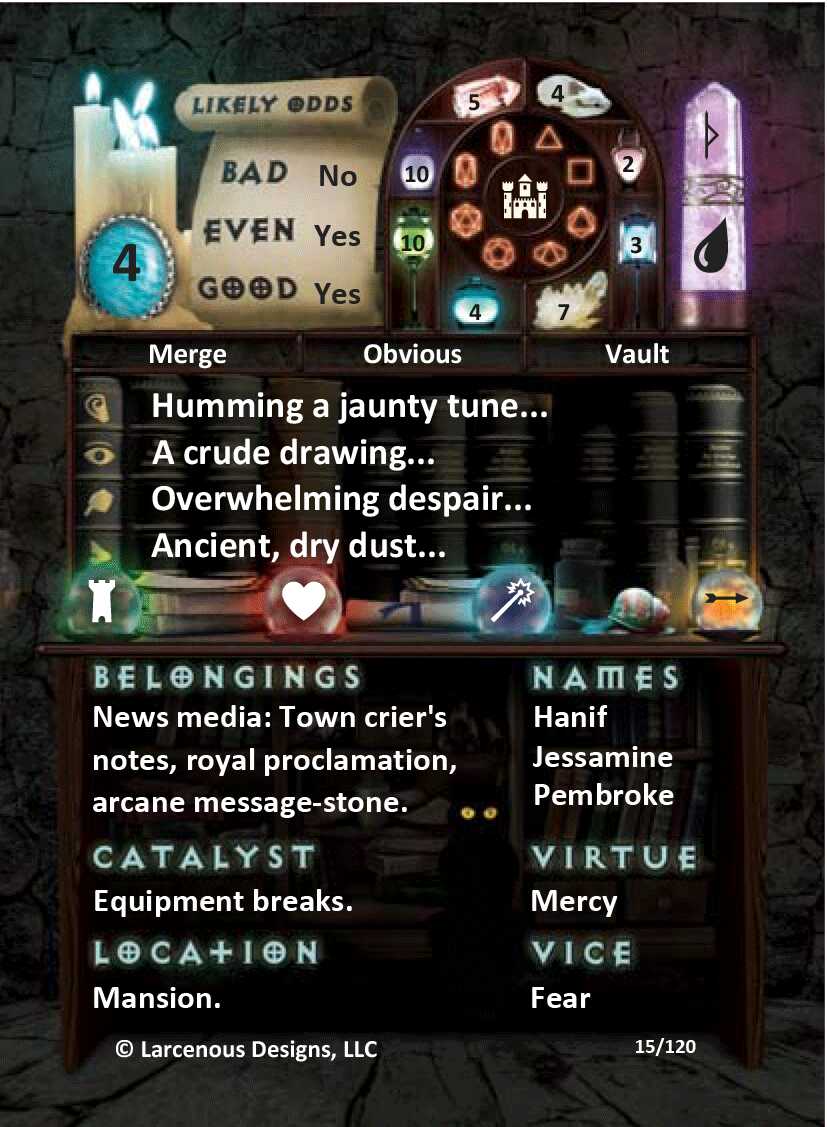 LIKELY ODDS
BAD No
EVEN Yes
GOOD Yes
4
5
4
10
2
10
3
4
7
ᚦ
Merge Obvious Vault
Humming a jaunty tune...
A crude drawing...
Overwhelming despair...
Ancient, dry dust...
BELONGINGS
News media: Town crier's
notes, royal proclamation,
arcane message-stone.
NAMES
Hanif
Jessamine
Pembroke
CATALYST
Equipment breaks.
VIRTUE
Mercy
LOCATION
Mansion.
VICE
Fear
© Larcenous Designs, LLC
15/120